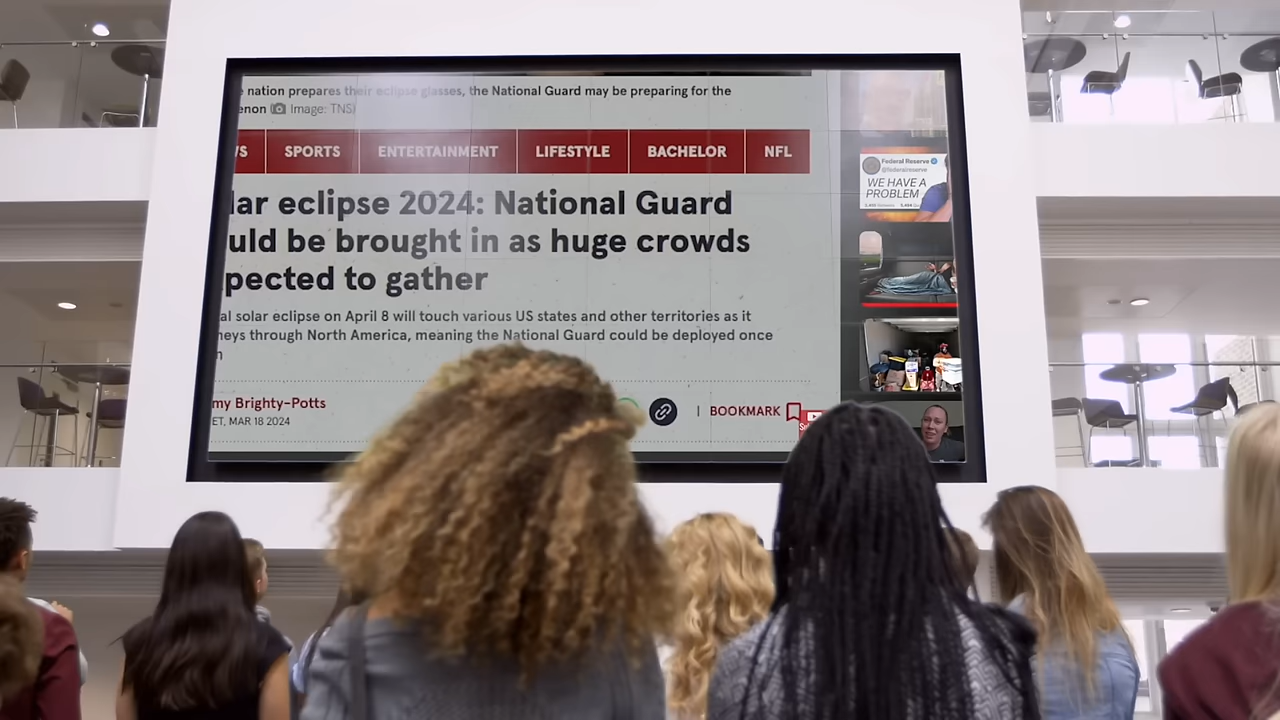 nation prepares their eclipse glasses, the National Guard may be preparing for the
enon (Image: TNS)
SPORTS ENTERTAINMENT LIFESTYLE BACHELOR NFL
lar eclipse 2024: National Guard
uld be brought in as huge crowds
pected to gather
al solar eclipse on April 8 will touch various US states and other territories as it
neys through North America, meaning the National Guard could be deployed once
my Brighty-Potts
ET, MAR 18 2024
| BOOKMARK
Federal Reserve
@federalreserve
WE HAVE A
PROBLEM